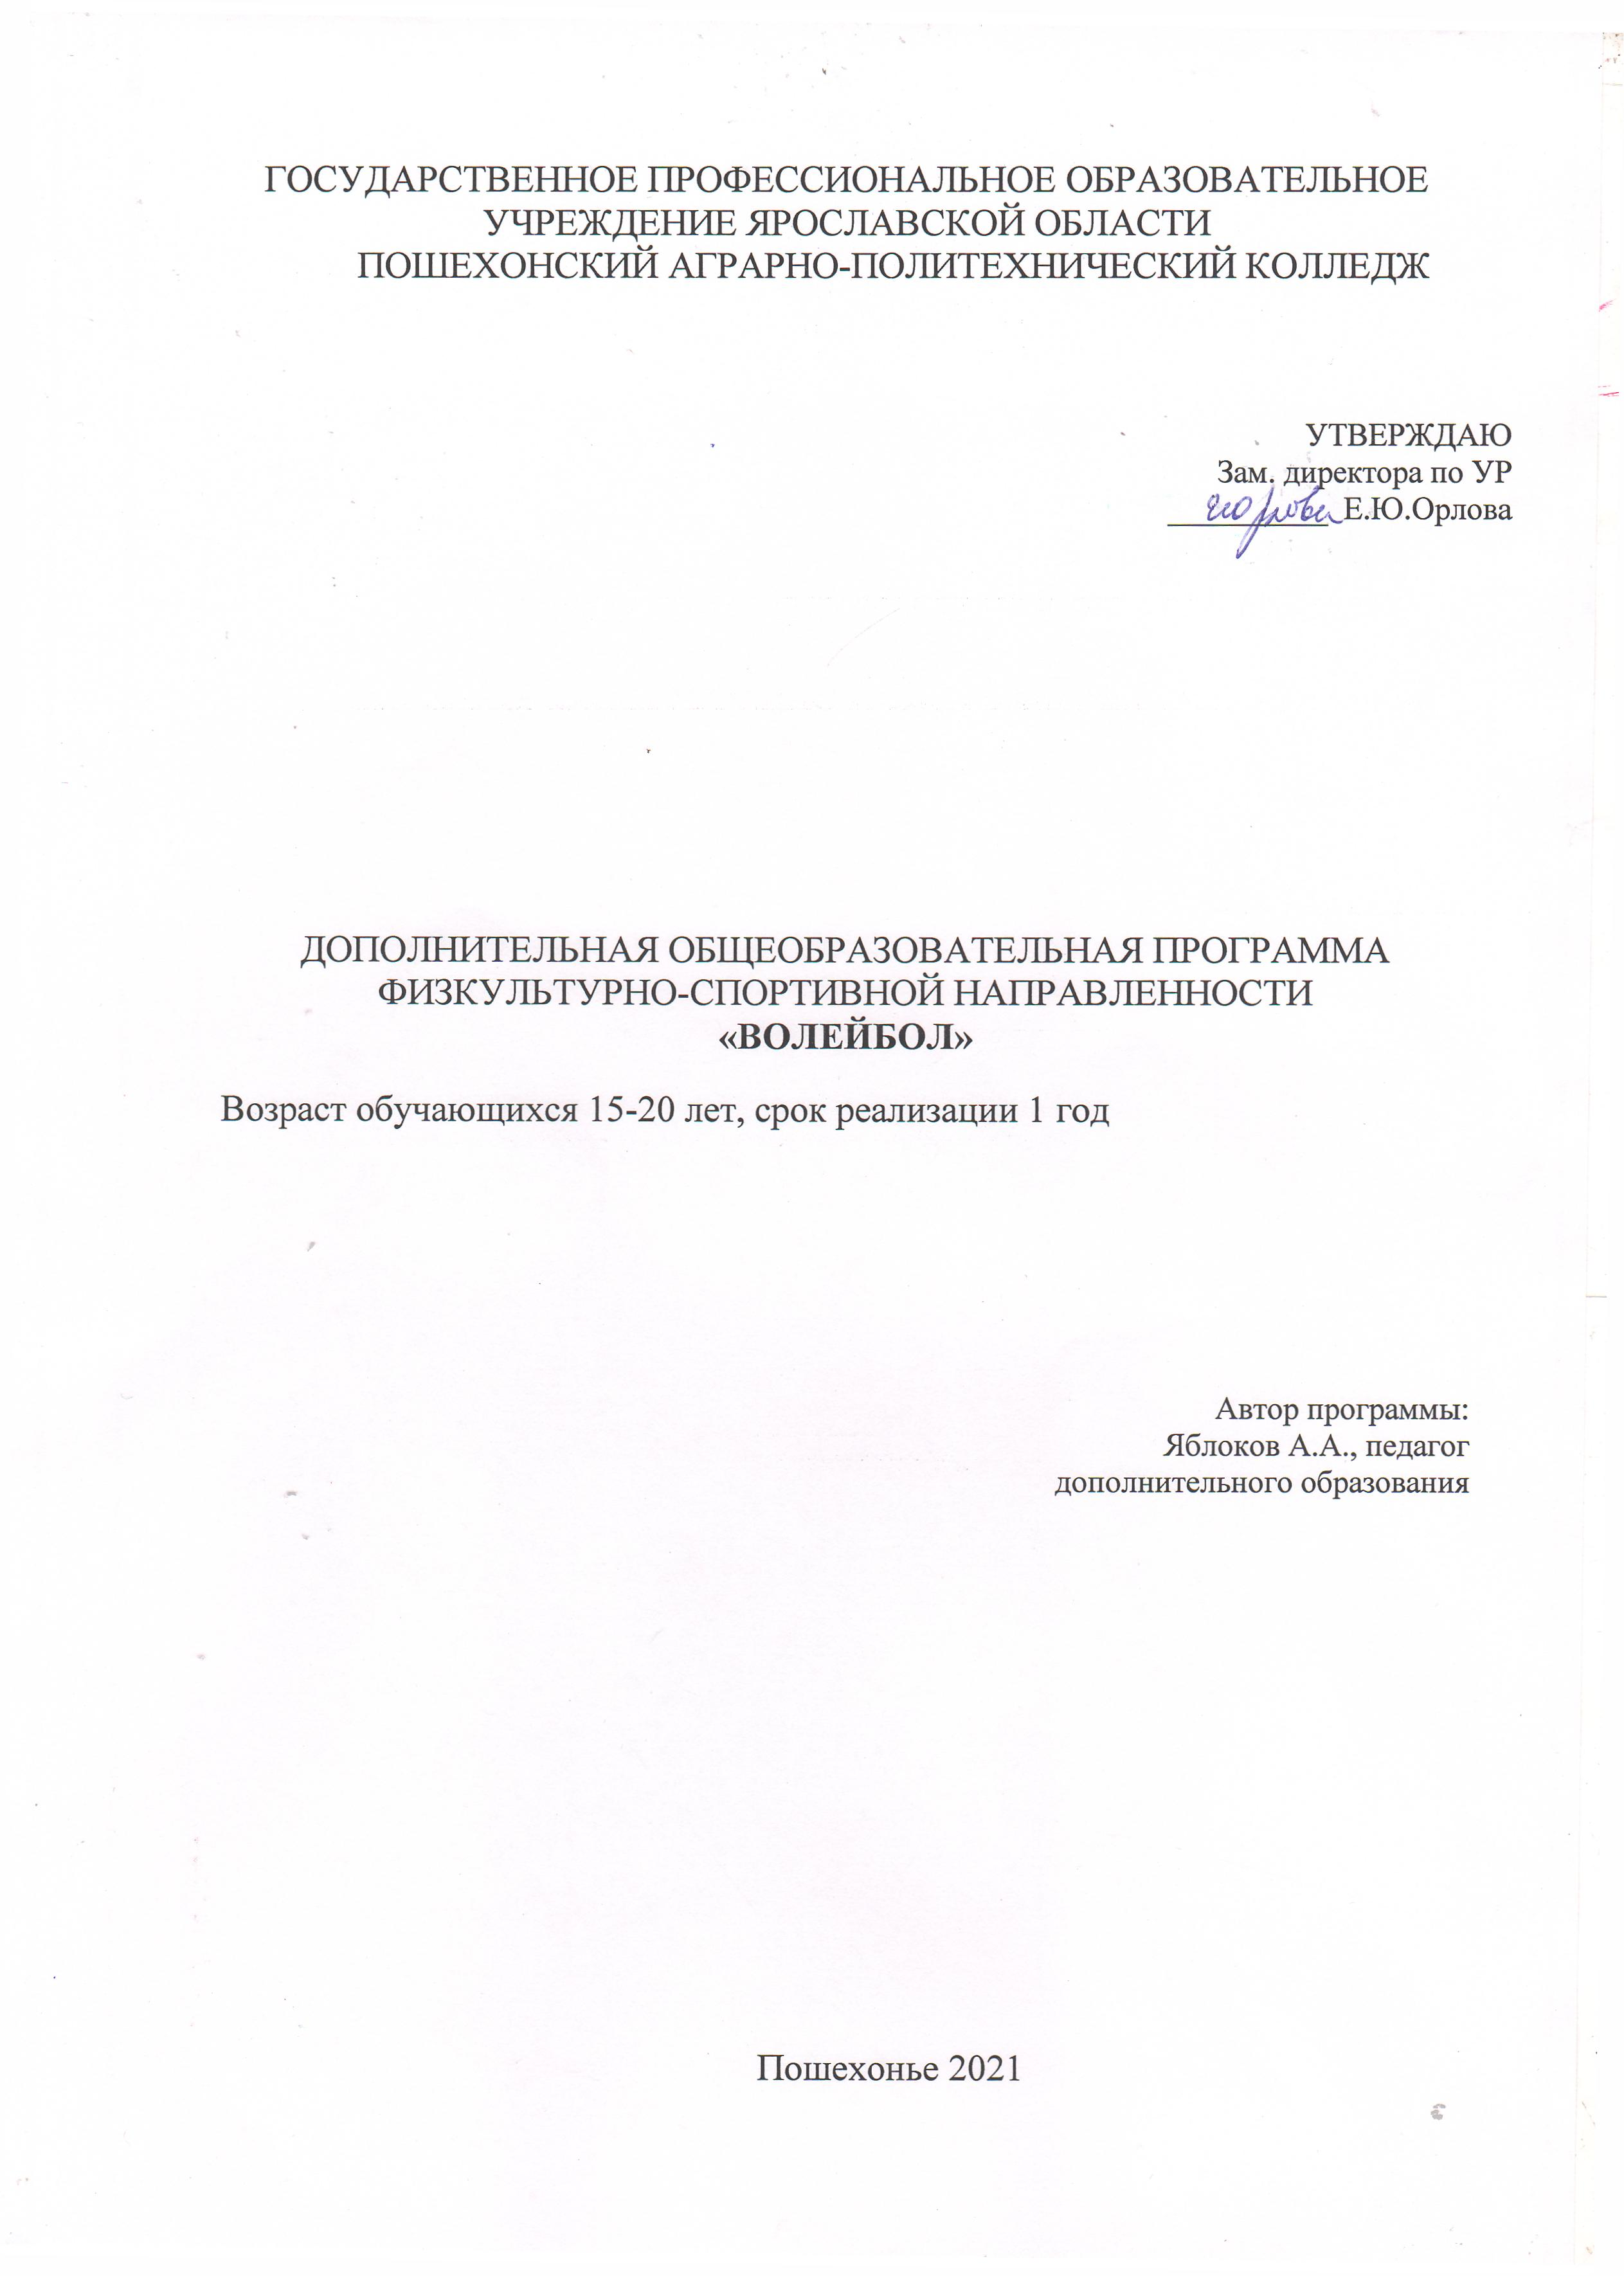 ГОСУДАРСТВЕННОЕ ПРОФЕССИОНАЛЬНОЕ ОБРАЗОВАТЕЛЬНОЕ
УЧРЕЖДЕНИЕ ЯРОСЛАВСКОЙ ОБЛАСТИ
ПОШЕХОНСКИЙ АГРАРНО-ПОЛИТЕХНИЧЕСКИЙ КОЛЛЕДЖ
УТВЕРЖДАЮ
Зам. директора по УР
Е.Ю.Орлова
ДОПОЛНИТЕЛЬНАЯ ОБЩЕОБРАЗОВАТЕЛЬНАЯ ПРОГРАММА
ФИЗКУЛЬТУРНО-СПОРТИВНОЙ НАПРАВЛЕННОСТИ
«ВОЛЕЙБОЛ»
Возраст обучающихся 15-20 лет, срок реализации 1 год
Автор программы:
Яблоков А.А., педагог
дополнительного образования
Пошехонье 2021